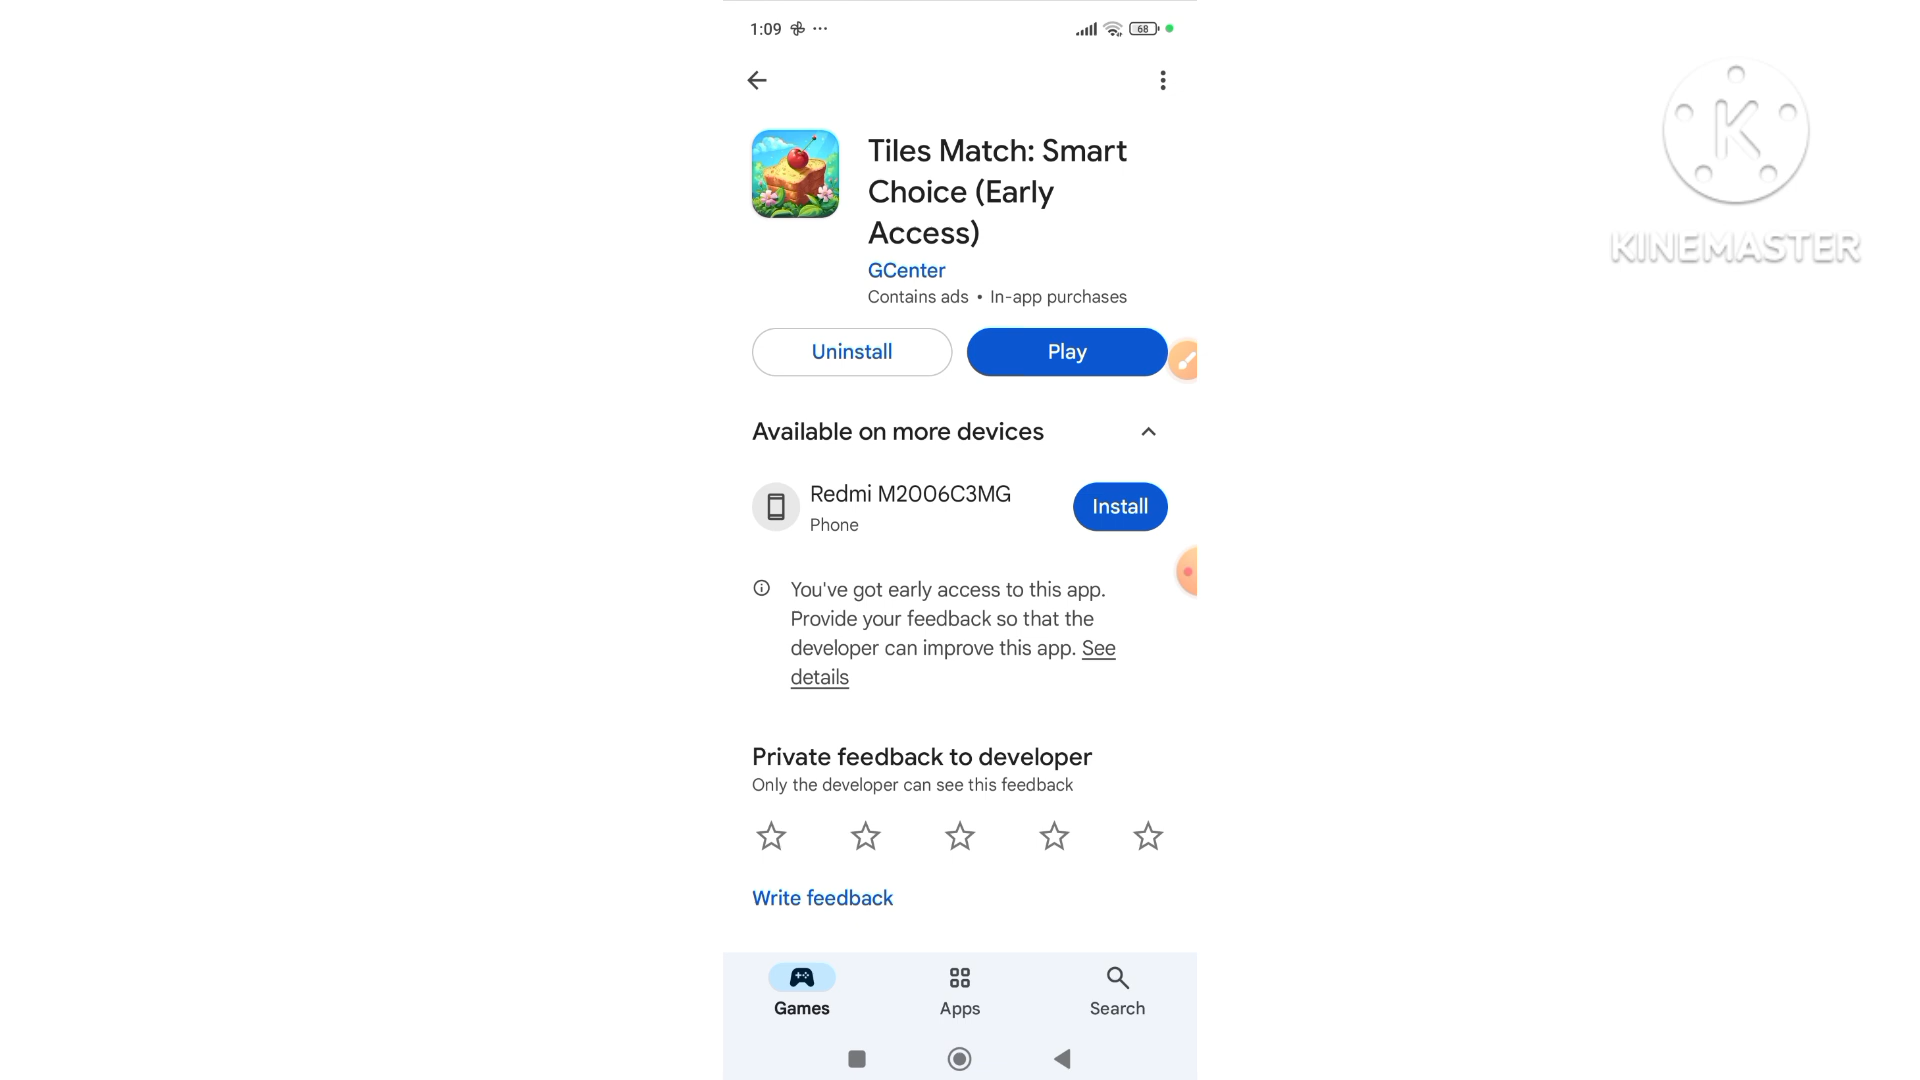 1:09
68
Tiles Match: Smart
Choice (Early
Access)
GCenter
Contains ads • In-app purchases
Uninstall
Play
Available on more devices
Redmi M2006C3MG
Phone
Install
You've got early access to this app.
Provide your feedback so that the
developer can improve this app. See
details
Private feedback to developer
Only the developer can see this feedback
Write feedback
Games
Apps
Search
K
KINEMASTER